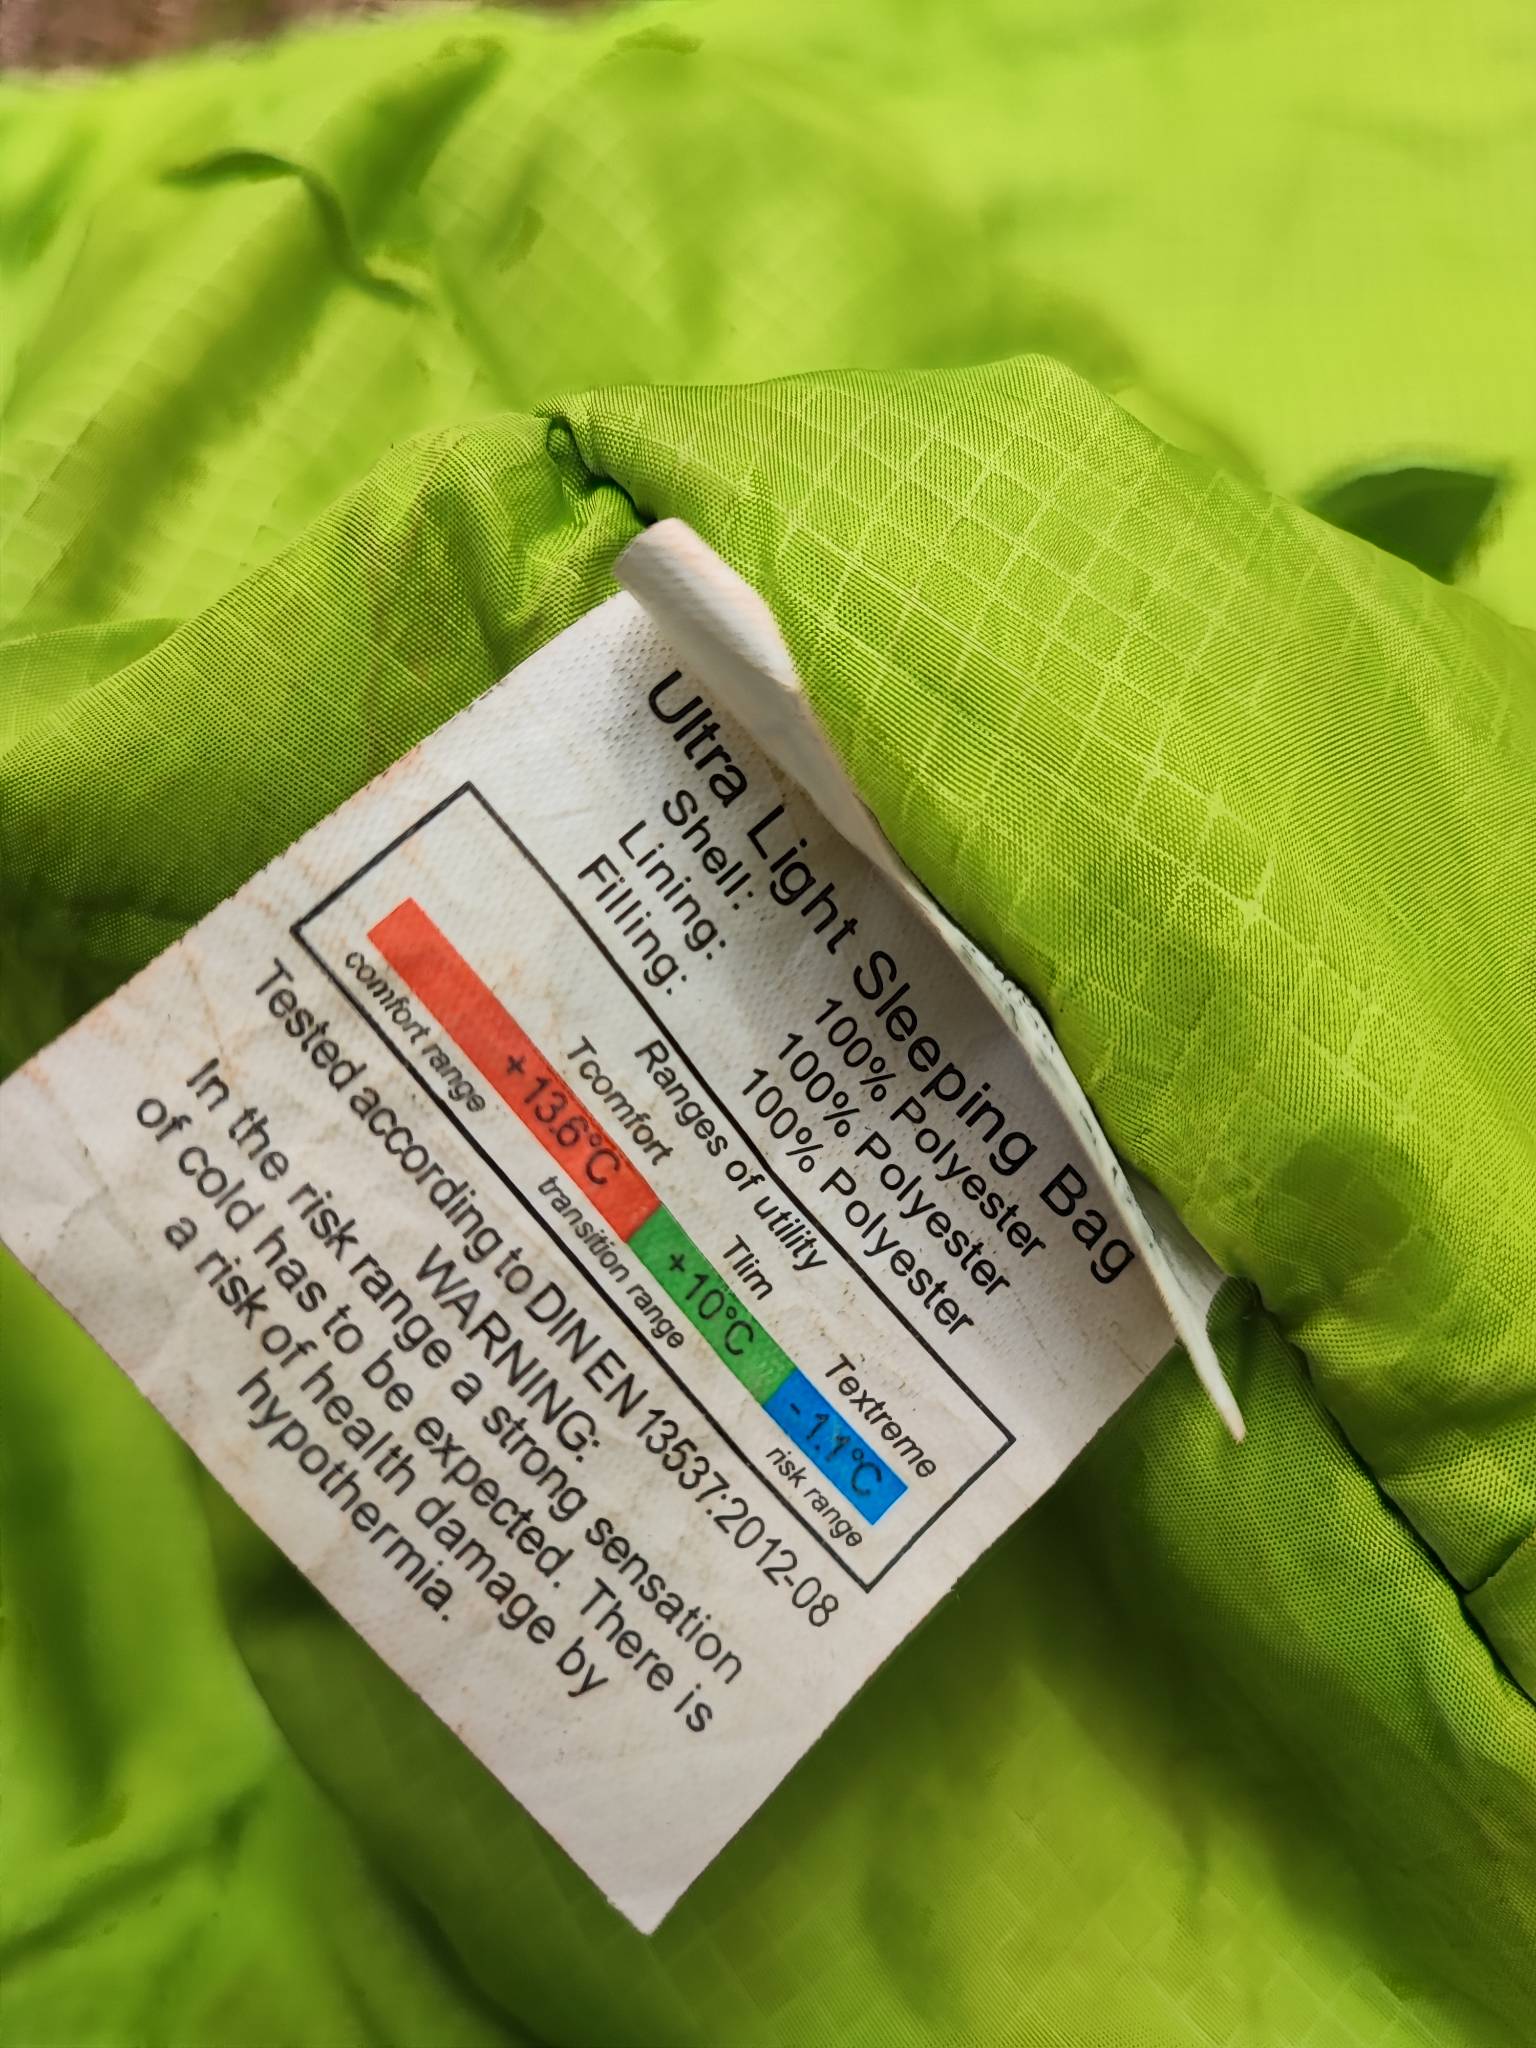 Ultra Light Sleeping Bag
Shell: 100% Polyester
Lining: 100% Polyester
Filling: 100% Polyester
Ranges of utility
Tcomfort Tlim Textreme
+13.6°C +10°C -1.1°C
comfort range transition range risk range
Tested according to DIN EN 13537:2012-08
WARNING:
In the risk range a strong sensation
of cold has to be expected. There is
a risk of health damage by
hypothermia.